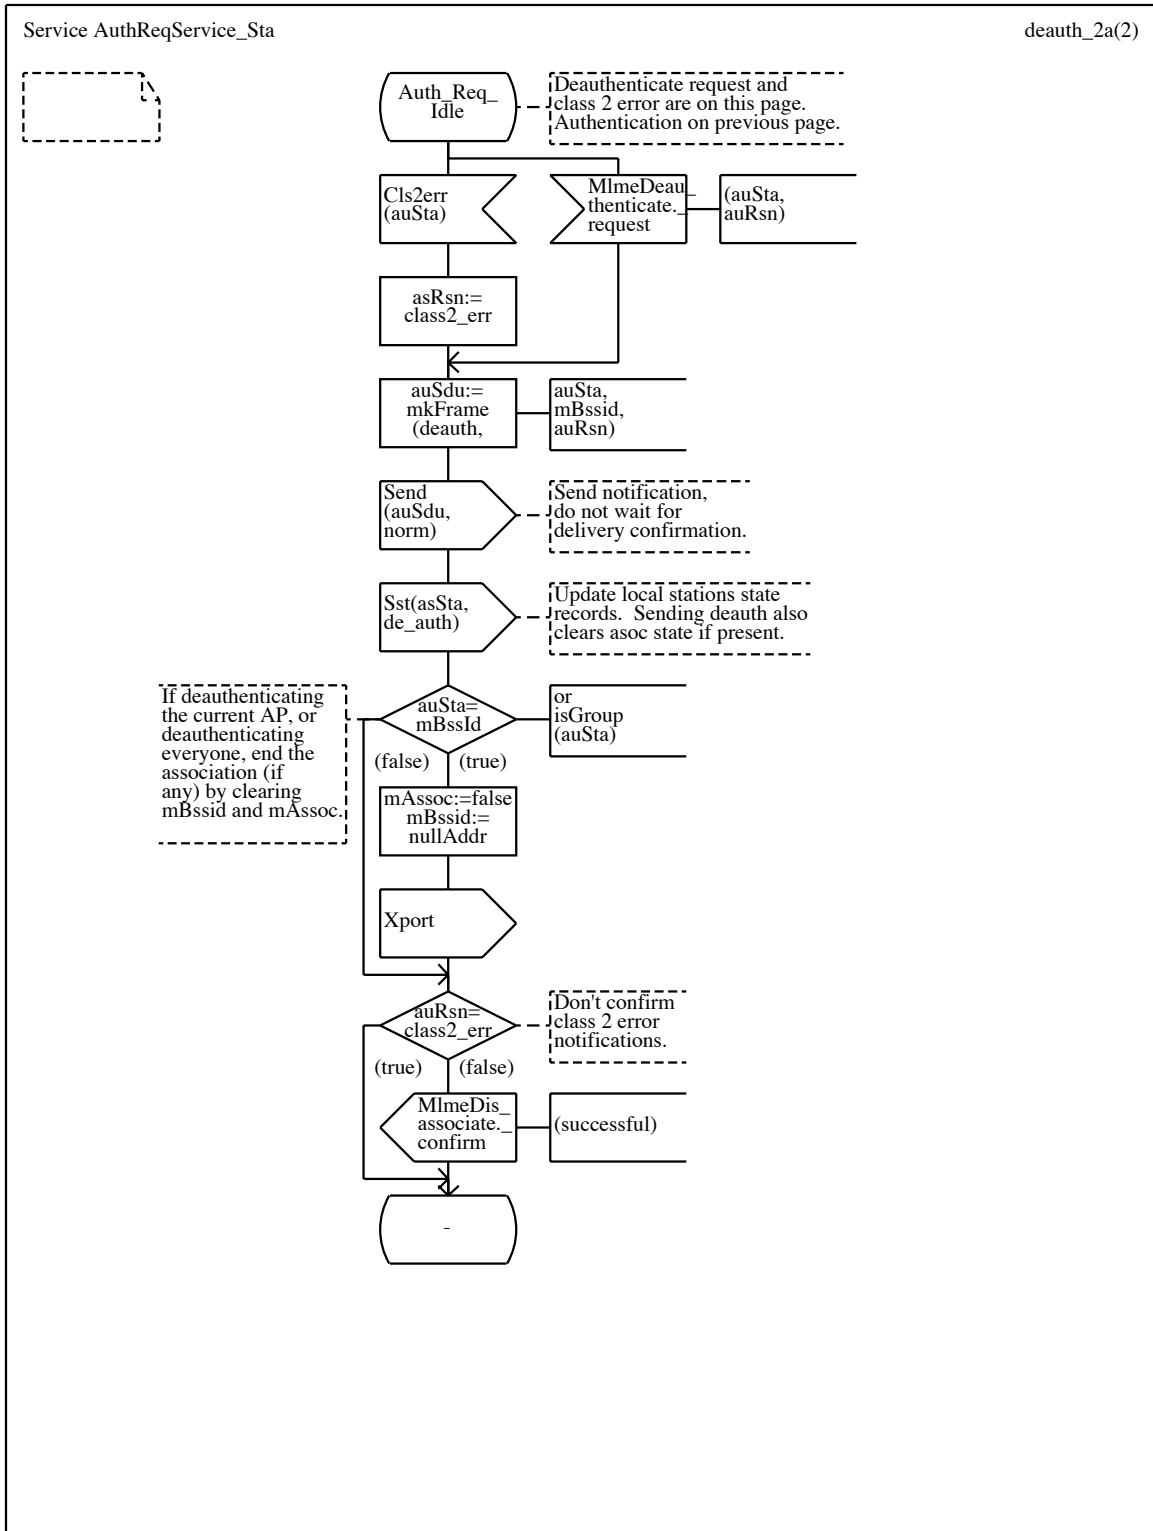 Service AuthReqService_Sta
deauth_2a(2)
Auth_Req_
Idle
Deauthenticate request and
class 2 error are on this page.
Authentication on previous page.
Cls2err
(auSta)
MlmeDeau_
thenticate._
request
(auSta,
auRsn)
asRsn:=
class2_err
auSdu:=
mkFrame
(deauth,
auSta,
mBssid,
auRsn)
Send
(auSdu,
norm)
Send notification,
do not wait for
delivery confirmation.
Sst(asSta,
de_auth)
Update local stations state
records.  Sending deauth also
clears asoc state if present.
If deauthenticating
the current AP, or
deauthenticating
everyone, end the
association (if
any) by clearing
mBssid and mAssoc.
auSta=
mBssId
or
isGroup
(auSta)
(false)
(true)
mAssoc:=false
mBssid:=
nullAddr
Xport
auRsn=
class2_err
Don't confirm
class 2 error
notifications.
(true)
(false)
MlmeDis_
associate._
confirm
(successful)
-